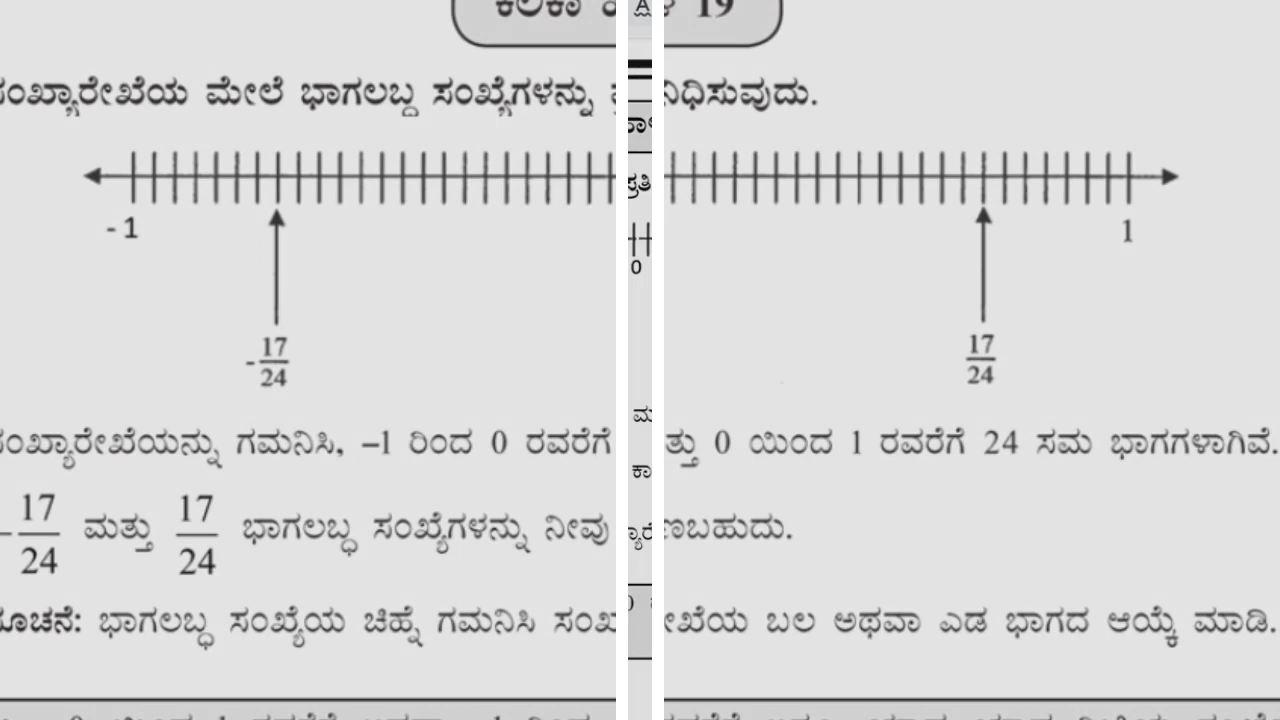 19
ಸಂಖ್ಯಾರೇಖೆಯ ಮೇಲೆ ಭಾಗಲಬ್ದ ಸಂಖ್ಯೆಗಳನ್ನು ನಿಧಿಸುವುದು.
- 1 1
0
-17/24 17/24
ಸಂಖ್ಯಾರೇಖೆಯನ್ನು ಗಮನಿಸಿ, –1 ರಿಂದ 0 ರವರೆಗೆ ತ್ತು 0 ಯಿಂದ 1 ರವರೆಗೆ 24 ಸಮ ಭಾಗಗಳಾಗಿವೆ.
-17/24 ಮತ್ತು 17/24 ಭಾಗಲಬ್ಧ ಸಂಖ್ಯೆಗಳನ್ನು ನೀವು ಣಬಹುದು.
ಸೂಚನೆ: ಭಾಗಲಬ್ಧ ಸಂಖ್ಯೆಯ ಚಿಹ್ನೆ ಗಮನಿಸಿ ಸಂಖ ೇಖೆಯ ಬಲ ಅಥವಾ ಎಡ ಭಾಗದ ಆಯ್ಕೆ ಮಾಡಿ.